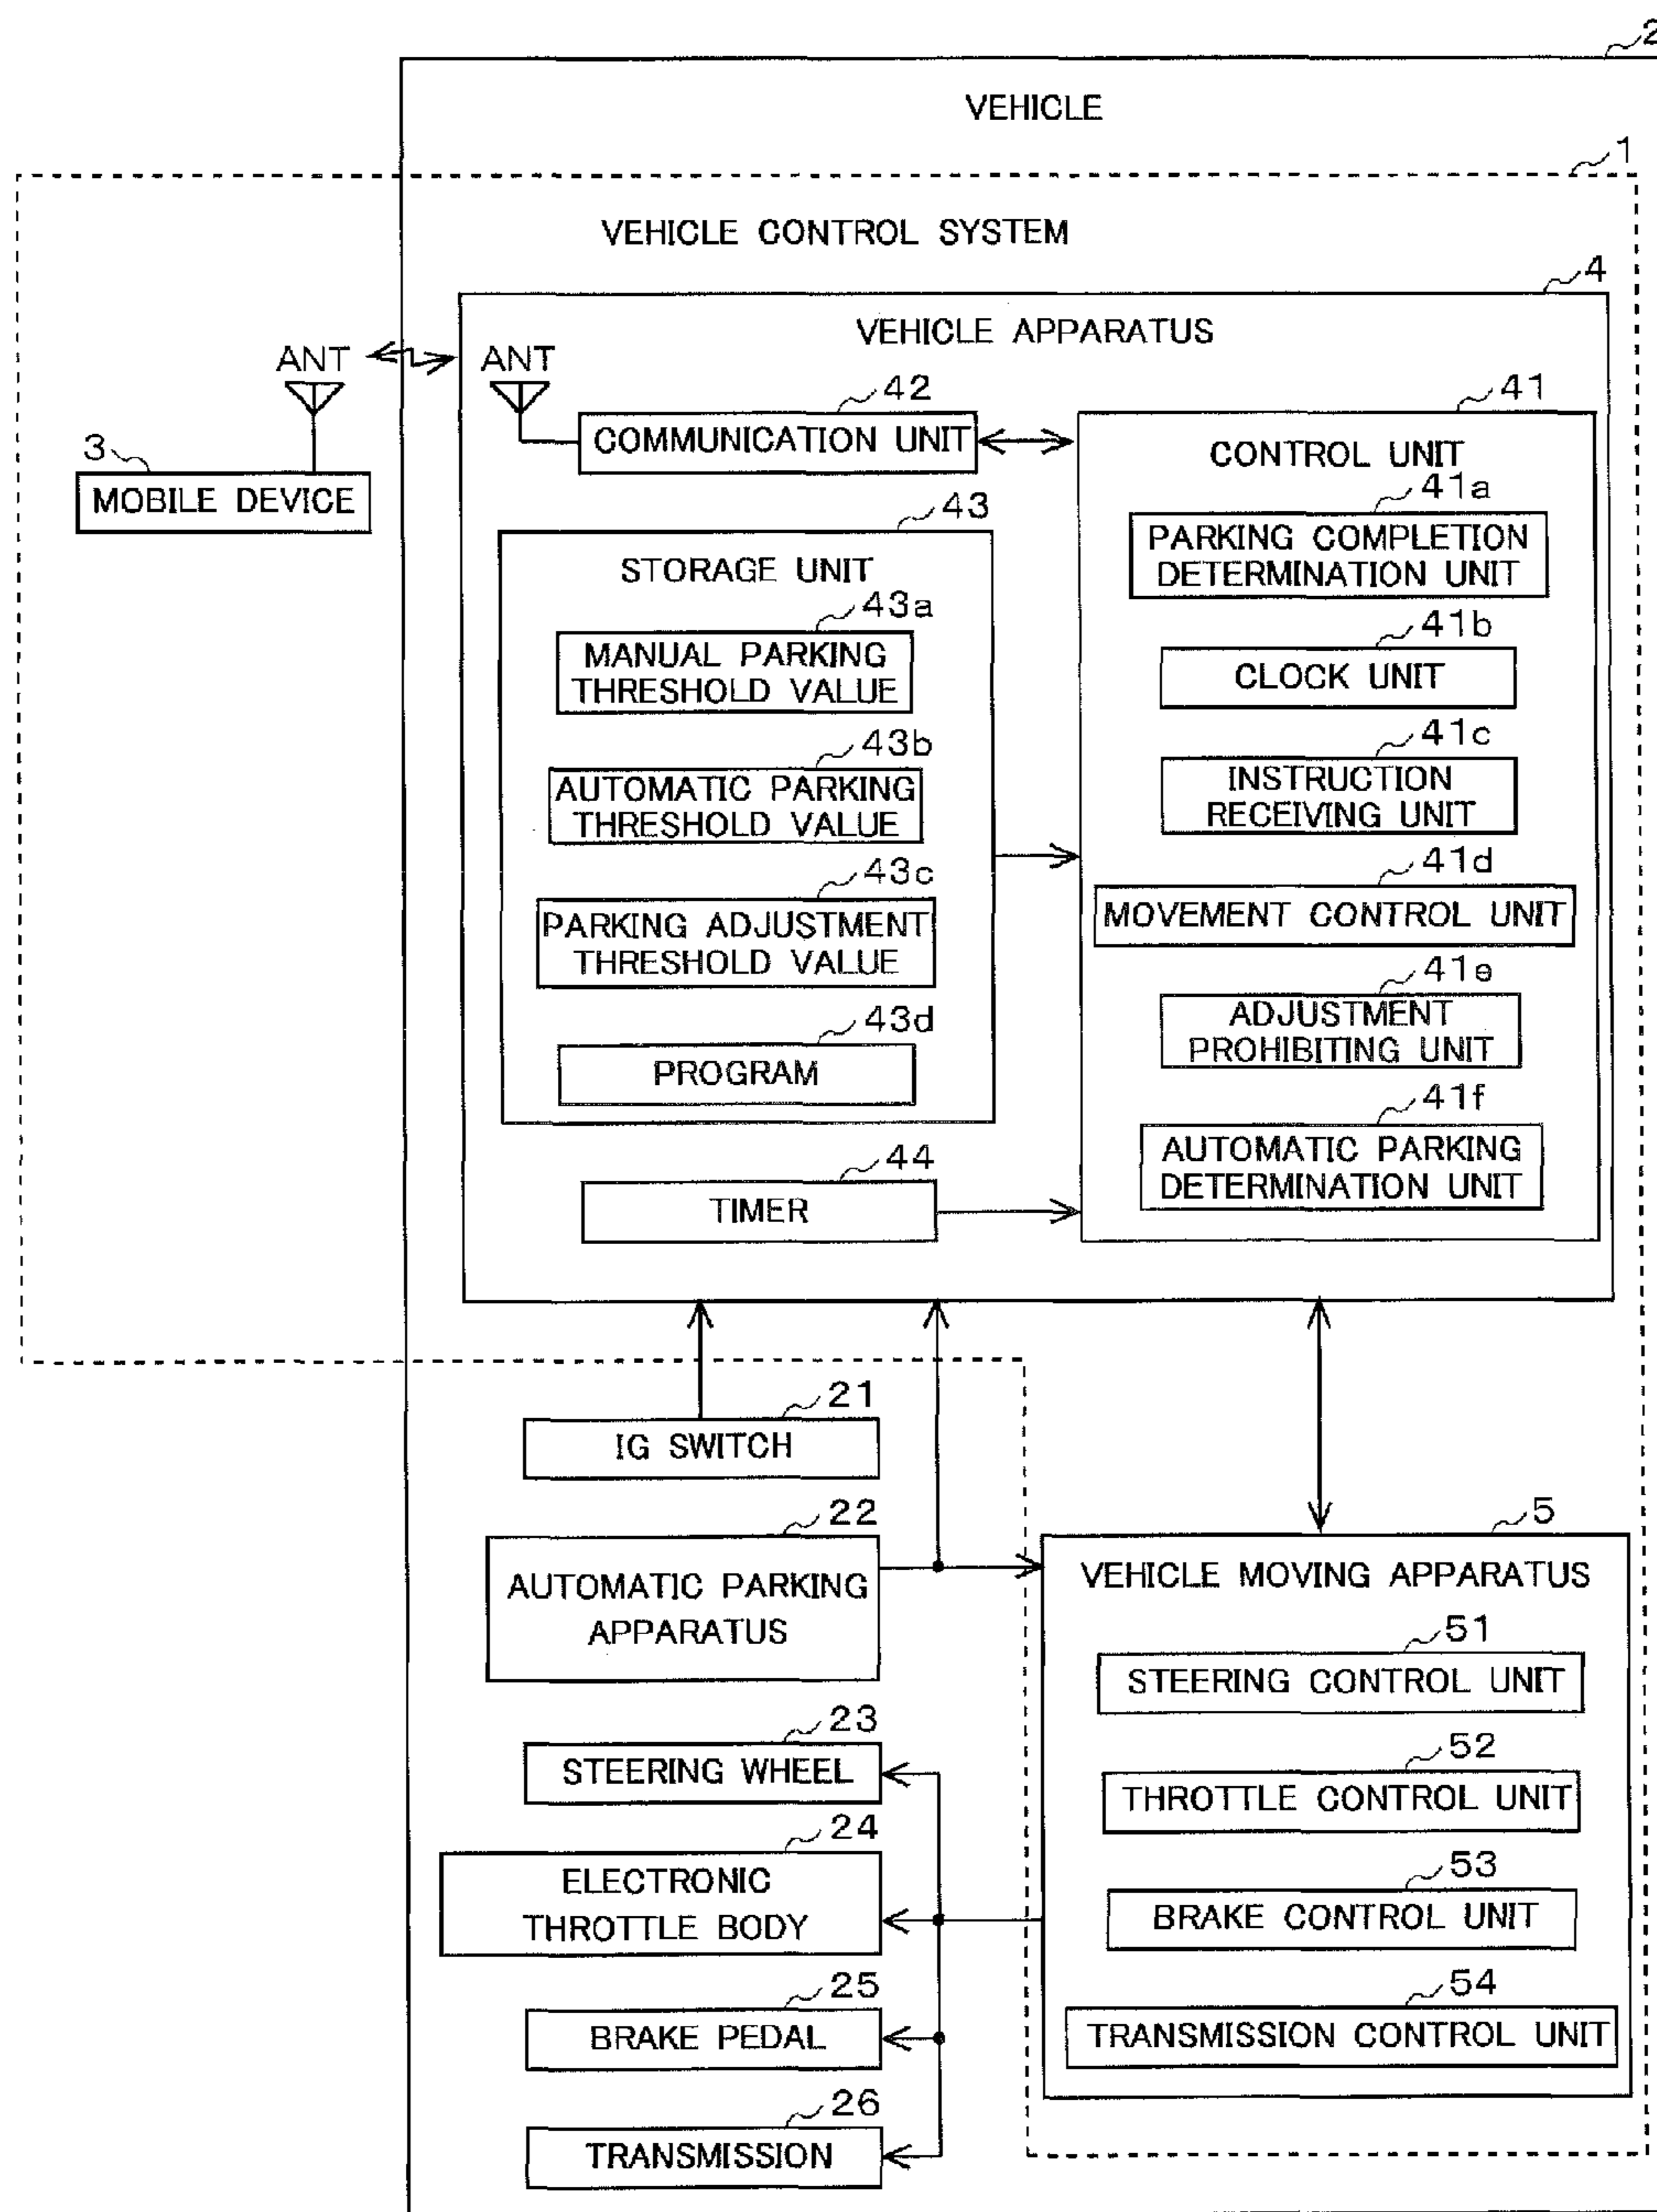 2
VEHICLE
1
VEHICLE CONTROL SYSTEM
4
VEHICLE APPARATUS
ANT
ANT
42
COMMUNICATION UNIT
3
MOBILE DEVICE
41
CONTROL UNIT
41a
PARKING COMPLETION
DETERMINATION UNIT
41b
CLOCK UNIT
41c
INSTRUCTION
RECEIVING UNIT
41d
MOVEMENT CONTROL UNIT
41e
ADJUSTMENT
PROHIBITING UNIT
41f
AUTOMATIC PARKING
DETERMINATION UNIT
43
STORAGE UNIT
43a
MANUAL PARKING
THRESHOLD VALUE
43b
AUTOMATIC PARKING
THRESHOLD VALUE
43c
PARKING ADJUSTMENT
THRESHOLD VALUE
43d
PROGRAM
44
TIMER
21
IG SWITCH
22
AUTOMATIC PARKING
APPARATUS
23
STEERING WHEEL
24
ELECTRONIC
THROTTLE BODY
25
BRAKE PEDAL
26
TRANSMISSION
5
VEHICLE MOVING APPARATUS
51
STEERING CONTROL UNIT
52
THROTTLE CONTROL UNIT
53
BRAKE CONTROL UNIT
54
TRANSMISSION CONTROL UNIT